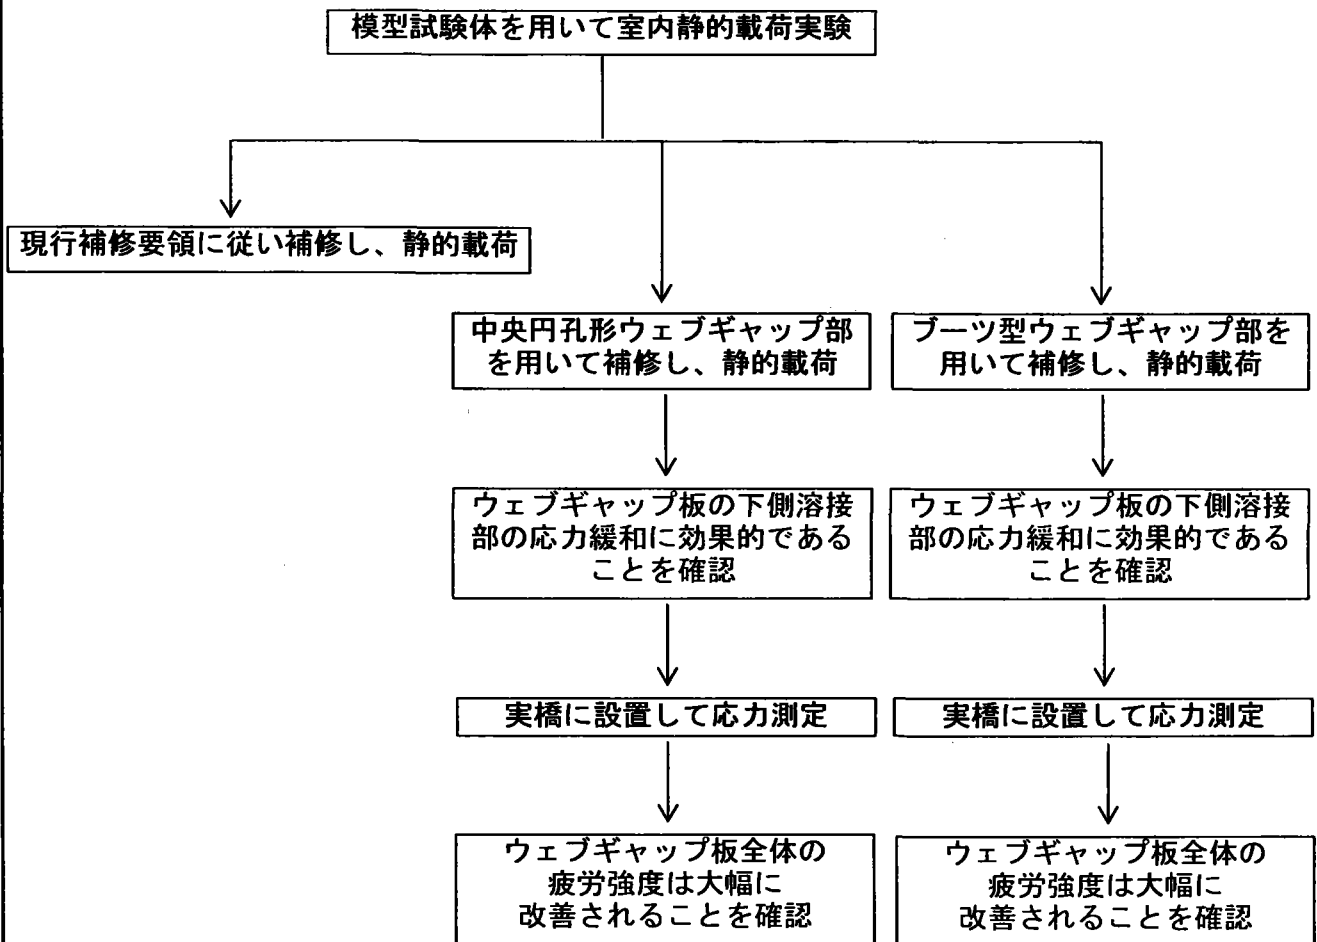 模型試験体を用いて室内静的載荷実験
現行補修要領に従い補修し、静的載荷
中央円孔形ウェブギャップ部
を用いて補修し、静的載荷
ブーツ型ウェブギャップ部を
用いて補修し、静的載荷
ウェブギャップ板の下側溶接
部の応力緩和に効果的である
ことを確認
ウェブギャップ板の下側溶接
部の応力緩和に効果的である
ことを確認
実橋に設置して応力測定
実橋に設置して応力測定
ウェブギャップ板全体の
疲労強度は大幅に
改善されることを確認
ウェブギャップ板全体の
疲労強度は大幅に
改善されることを確認